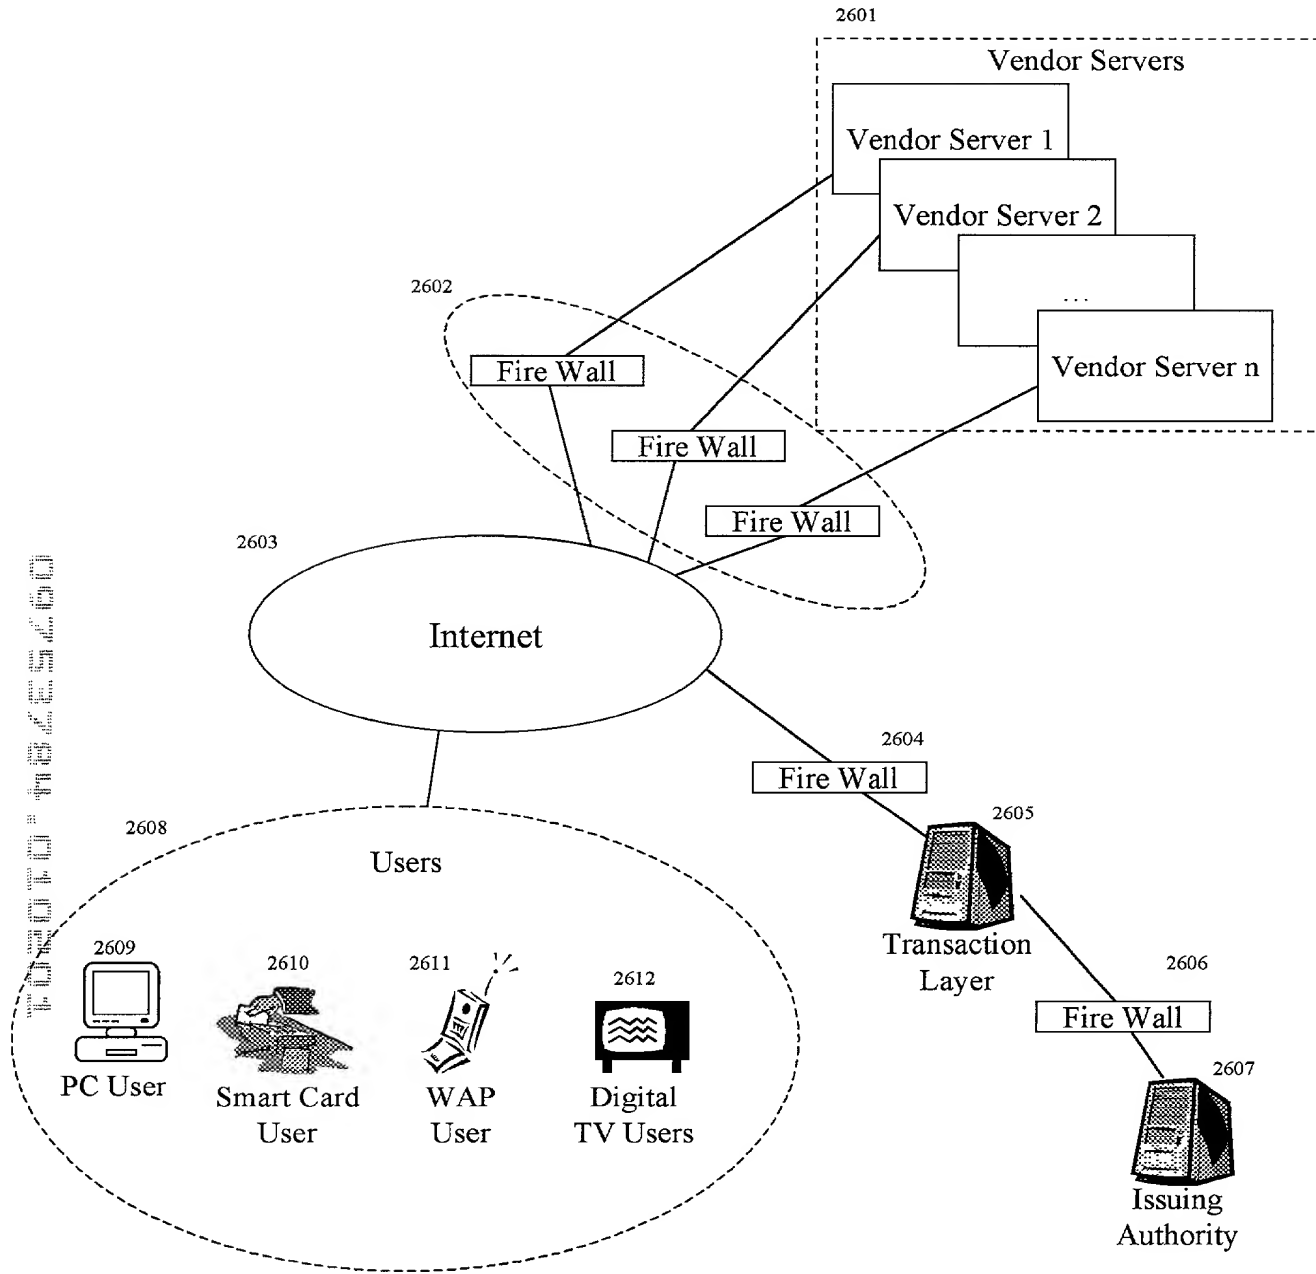 2601
Vendor Servers
Vendor Server 1
Vendor Server 2
...
Vendor Server n
2602
Fire Wall
Fire Wall
Fire Wall
2603
Internet
2604
Fire Wall
2605
Transaction
Layer
2606
Fire Wall
2607
Issuing
Authority
2608
Users
2609
PC User
2610
Smart Card
User
2611
WAP
User
2612
Digital
TV Users
09753784.010201